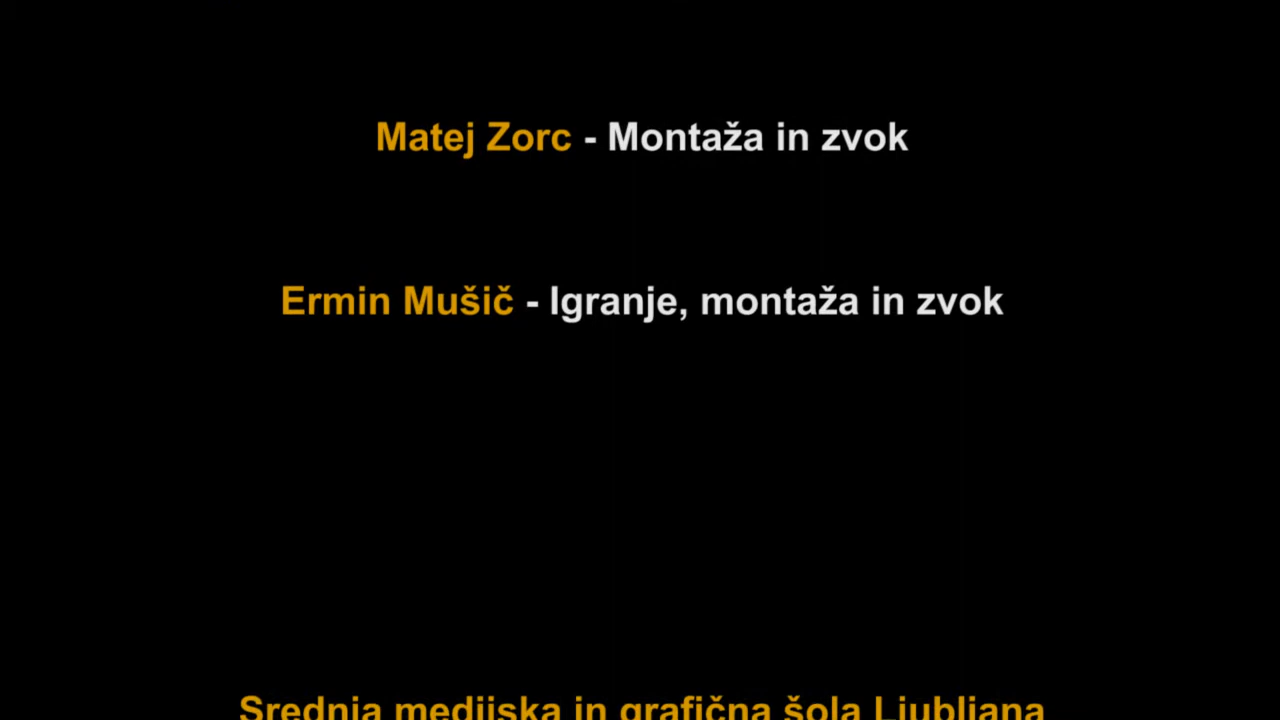 Matej Zorc - Montaža in zvok
Ermin Mušič - Igranje, montaža in zvok
Srednja medijska in grafična šola Ljubljana